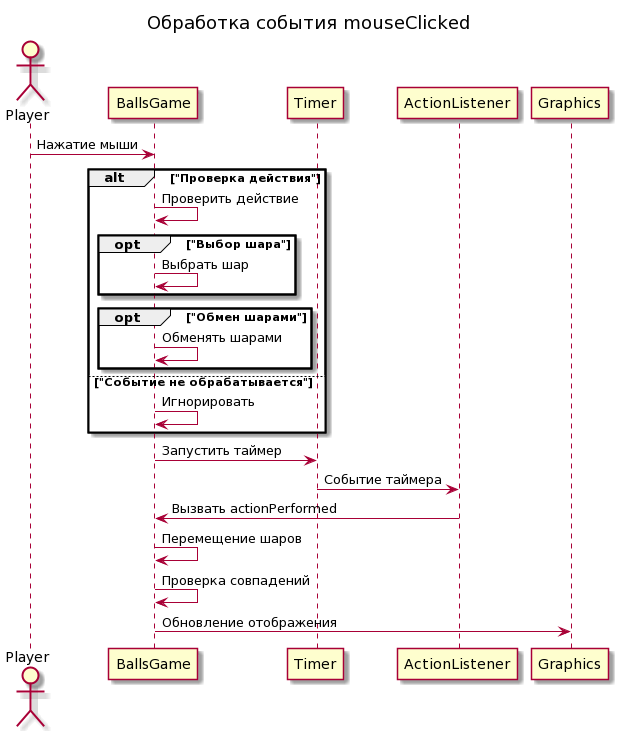 Обработка события mouseClicked
Player
BallsGame
Timer
ActionListener
Graphics
Нажатие мыши
alt
["Проверка действия"]
Проверить действие
opt
["Выбор шара"]
Выбрать шар
opt
["Обмен шарами"]
Обменять шарами
["Событие не обрабатывается"]
Игнорировать
Запустить таймер
Событие таймера
Вызвать actionPerformed
Перемещение шаров
Проверка совпадений
Обновление отображения
Player
BallsGame
Timer
ActionListener
Graphics